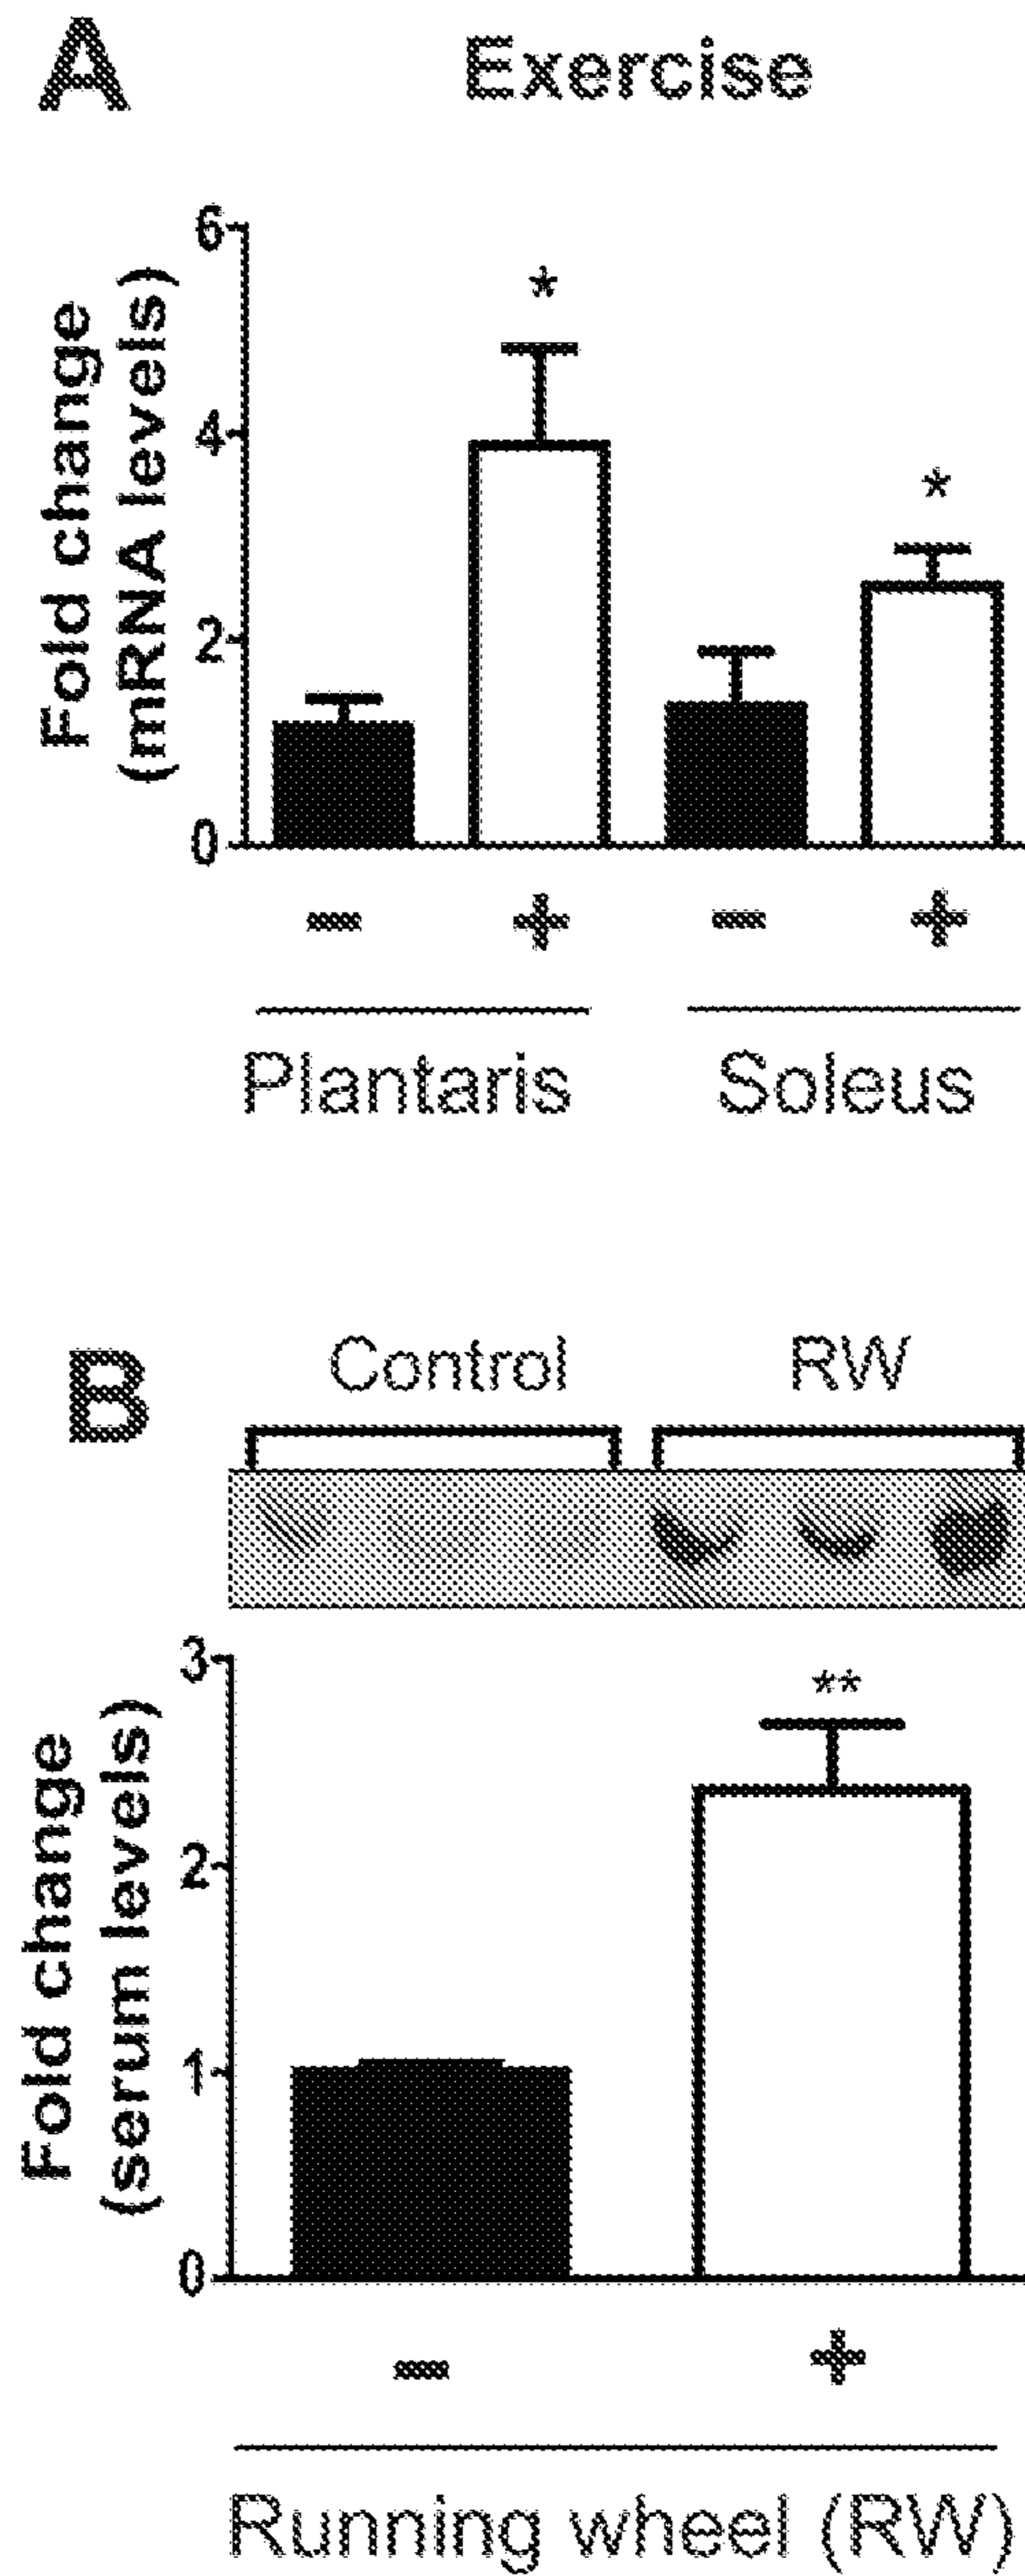 A
Exercise
Fold change
(mRNA levels)
6
4
2
0
*
*
- + - +
Plantaris Soleus
B
Control RW
Fold change
(serum levels)
3
2
1
0
**
- +
Running wheel (RW)